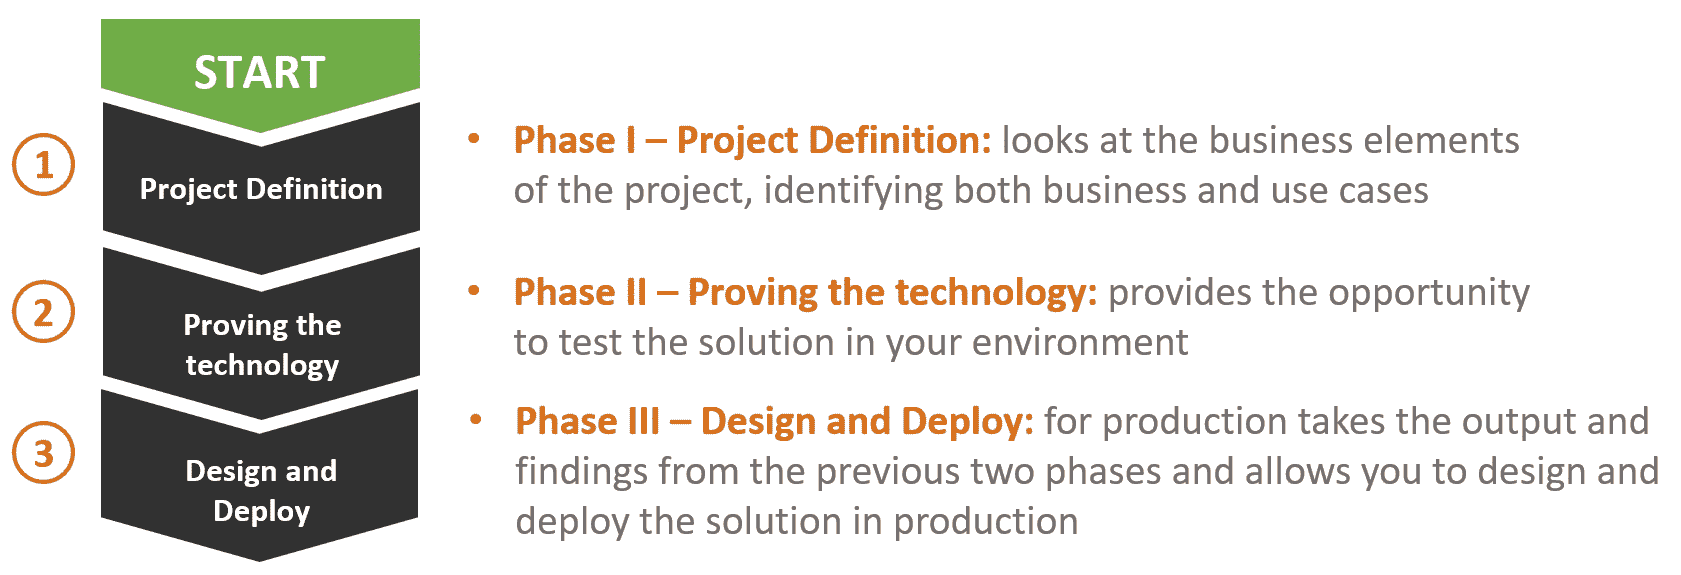 START
1
Project Definition
• Phase I – Project Definition: looks at the business elements
of the project, identifying both business and use cases
2
Proving the
technology
• Phase II – Proving the technology: provides the opportunity
to test the solution in your environment
3
Design and
Deploy
• Phase III – Design and Deploy: for production takes the output and
findings from the previous two phases and allows you to design and
deploy the solution in production